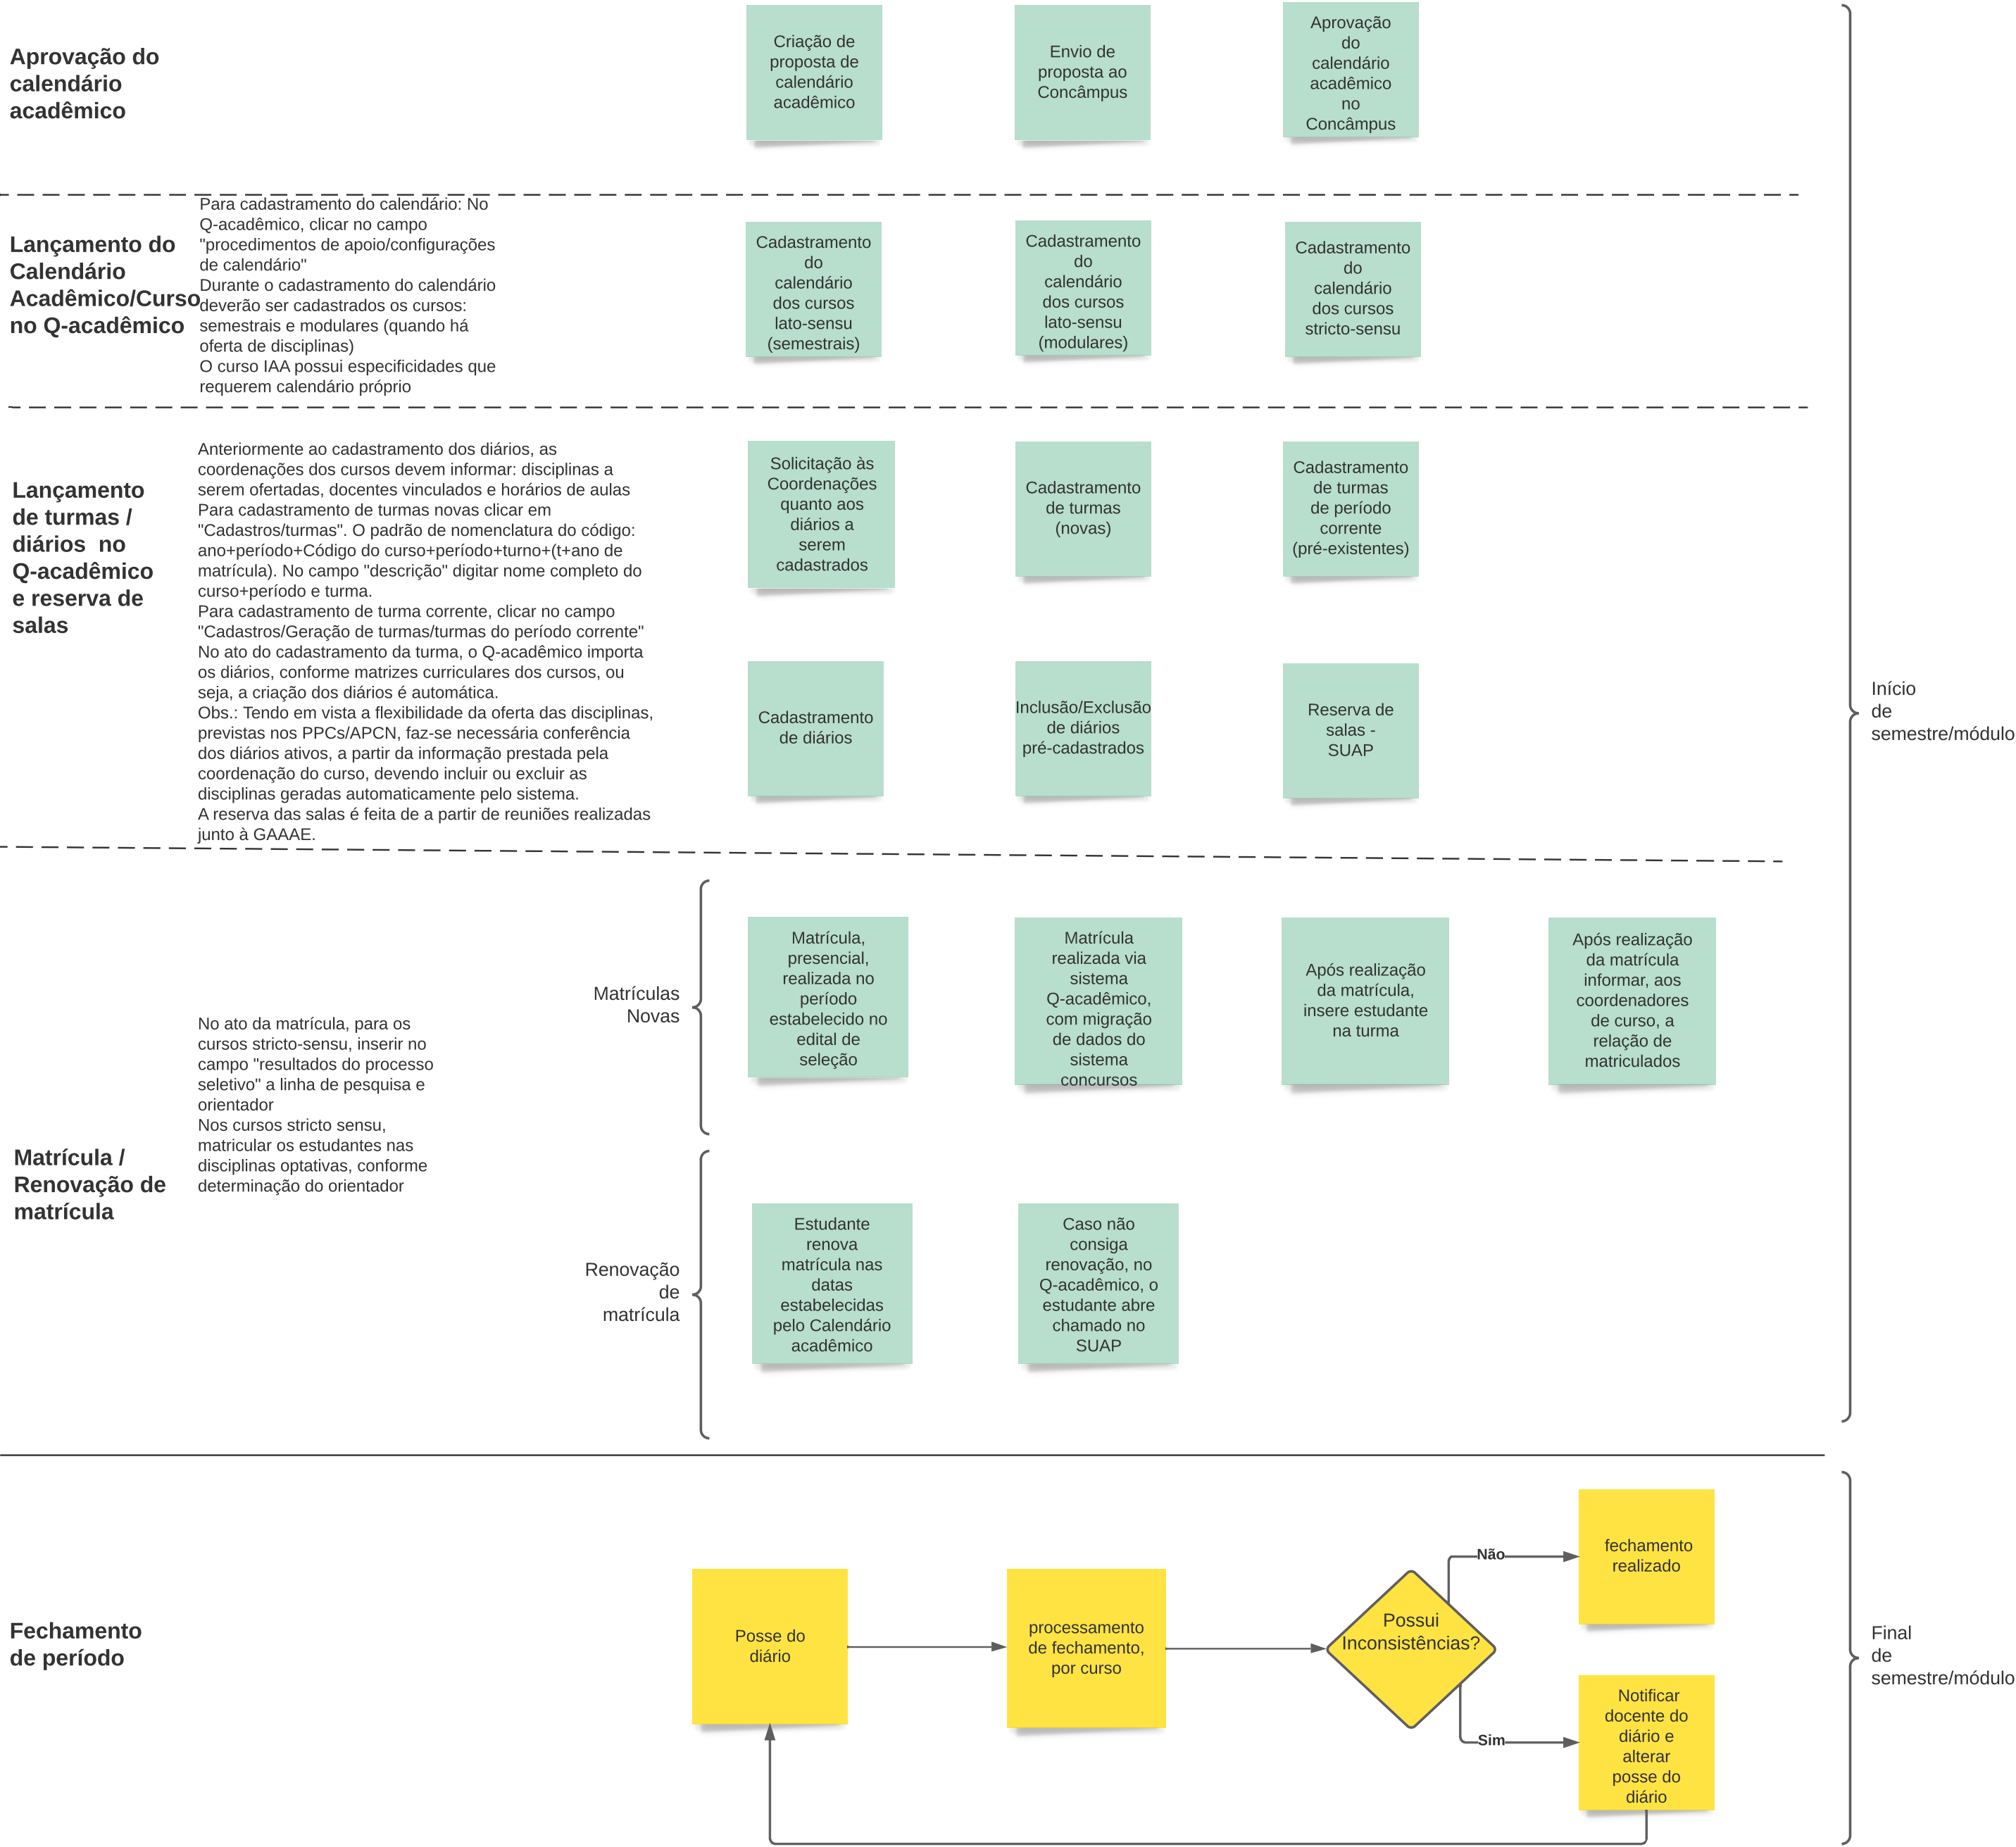 Aprovação do
calendário
acadêmico
Criação de
proposta de
calendário
acadêmico
Envio de
proposta ao
Concâmpus
Aprovação
do
calendário
acadêmico
no
Concâmpus
Lançamento do
Calendário
Acadêmico/Curso
no Q-acadêmico
Para cadastramento do calendário: No
Q-acadêmico, clicar no campo
"procedimentos de apoio/configurações
de calendário"
Durante o cadastramento do calendário
deverão ser cadastrados os cursos:
semestrais e modulares (quando há
oferta de disciplinas)
O curso IAA possui especificidades que
requerem calendário próprio
Cadastramento
do
calendário
dos cursos
lato-sensu
(semestrais)
Cadastramento
do
calendário
dos cursos
lato-sensu
(modulares)
Cadastramento
do
calendário
dos cursos
stricto-sensu
Lançamento
de turmas /
diários  no
Q-acadêmico
e reserva de
salas
Anteriormente ao cadastramento dos diários, as
coordenações dos cursos devem informar: disciplinas a
serem ofertadas, docentes vinculados e horários de aulas
Para cadastramento de turmas novas clicar em
"Cadastros/turmas". O padrão de nomenclatura do código:
ano+período+Código do curso+período+turno+(t+ano de
matrícula). No campo "descrição" digitar nome completo do
curso+período e turma.
Para cadastramento de turma corrente, clicar no campo
"Cadastros/Geração de turmas/turmas do período corrente"
No ato do cadastramento da turma, o Q-acadêmico importa
os diários, conforme matrizes curriculares dos cursos, ou
seja, a criação dos diários é automática.
Obs.: Tendo em vista a flexibilidade da oferta das disciplinas,
previstas nos PPCs/APCN, faz-se necessária conferência
dos diários ativos, a partir da informação prestada pela
coordenação do curso, devendo incluir ou excluir as
disciplinas geradas automaticamente pelo sistema.
A reserva das salas é feita de a partir de reuniões realizadas
junto à GAAAE.
Solicitação às
Coordenações
quanto aos
diários a
serem
cadastrados
Cadastramento
de turmas
(novas)
Cadastramento
de turmas
de período
corrente
(pré-existentes)
Cadastramento
de diários
Inclusão/Exclusão
de diários
pré-cadastrados
Reserva de
salas -
SUAP
Início
de
semestre/módulo
Matrícula /
Renovação de
matrícula
No ato da matrícula, para os
cursos stricto-sensu, inserir no
campo "resultados do processo
seletivo" a linha de pesquisa e
orientador
Nos cursos stricto sensu,
matricular os estudantes nas
disciplinas optativas, conforme
determinação do orientador
Matrículas
Novas
Matrícula,
presencial,
realizada no
período
estabelecido no
edital de
seleção
Matrícula
realizada via
sistema
Q-acadêmico,
com migração
de dados do
sistema
concursos
Após realização
da matrícula,
insere estudante
na turma
Após realização
da matrícula
informar, aos
coordenadores
de curso, a
relação de
matriculados
Renovação
de
matrícula
Estudante
renova
matrícula nas
datas
estabelecidas
pelo Calendário
acadêmico
Caso não
consiga
renovação, no
Q-acadêmico, o
estudante abre
chamado no
SUAP
Fechamento
de período
Posse do
diário
processamento
de fechamento,
por curso
Possui
Inconsistências?
Não
fechamento
realizado
Sim
Notificar
docente do
diário e
alterar
posse do
diário
Final
de
semestre/módulo